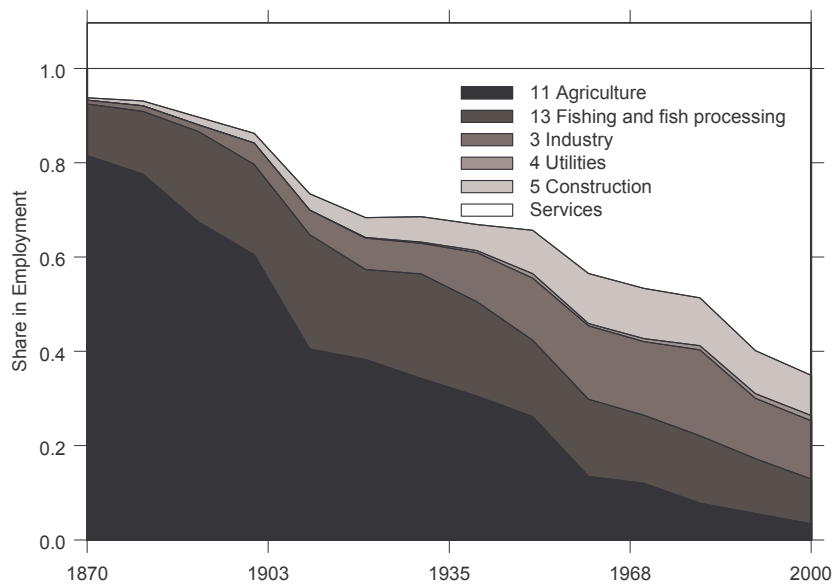 1.0
0.8
0.6
0.4
0.2
0.0
Share in Employment
11 Agriculture
13 Fishing and fish processing
3 Industry
4 Utilities
5 Construction
Services
1870
1903
1935
1968
2000